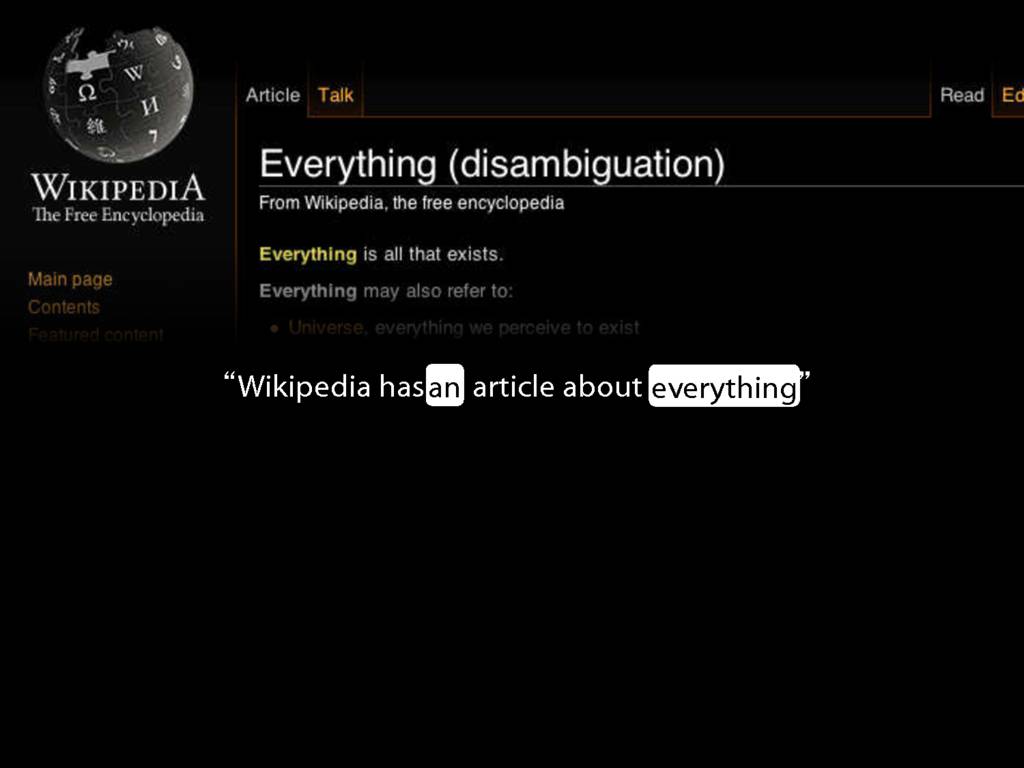 Ω
W
И
維
7
WIKIPEDIA
The Free Encyclopedia
Main page
Contents
Featured content
Article Talk Read Ed
Everything (disambiguation)
From Wikipedia, the free encyclopedia
Everything is all that exists.
Everything may also refer to:
• Universe, everything we perceive to exist
“Wikipedia has an article about everything”